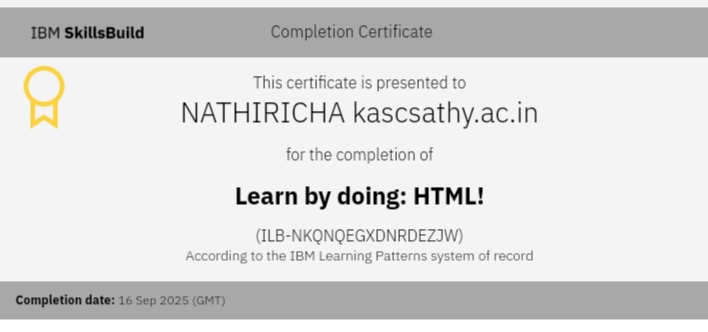 IBM SkillsBuild
Completion Certificate
This certificate is presented to
NATHIRICHA kascsathy.ac.in
for the completion of
Learn by doing: HTML!
(ILB-NKQNQEGXDNRDEZJW)
According to the IBM Learning Patterns system of record
Completion date: 16 Sep 2025 (GMT)